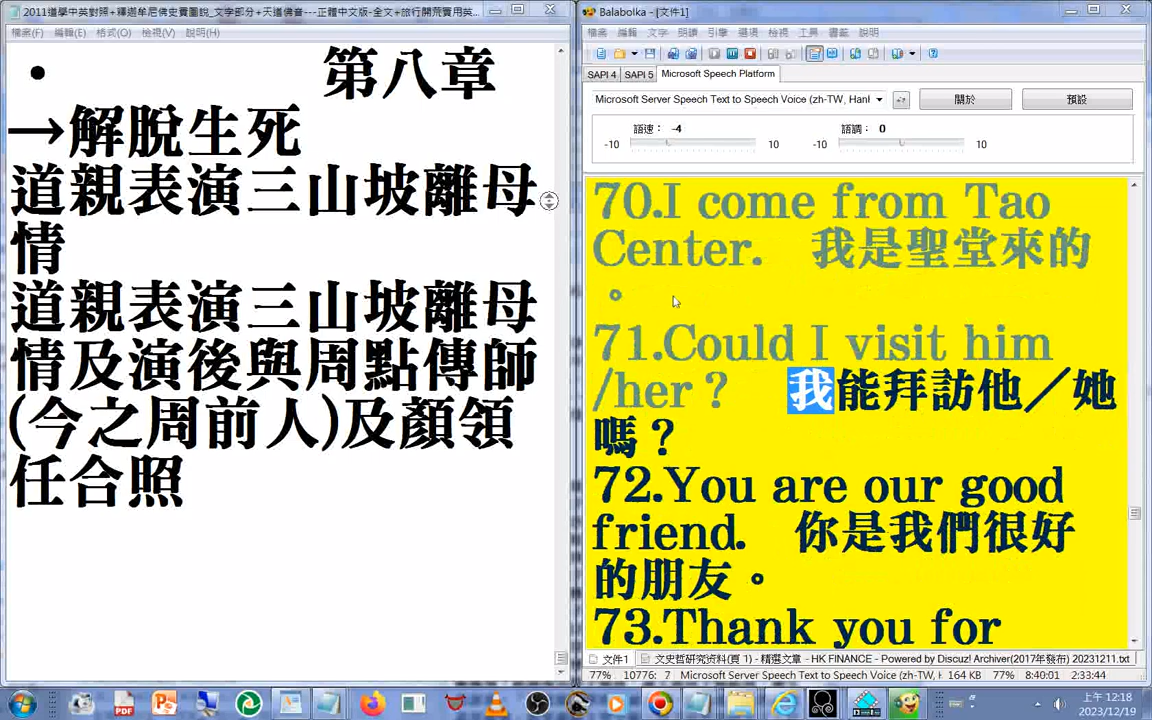 2011道學中英對照+釋迦牟尼佛史賈圖說_文字部分+天道佛音---正體中文版-全文+旅行開荒實用英...
檔案(F) 編輯(E) 格式(O) 檢視(V) 說明(H)
• 第八章
→解脫生死
道親表演三山坡離母
情
道親表演三山坡離母
情及演後與周點傳師
(今之周前人)及顏領
任合照
Balabolka - [文件1]
檔案 編輯 文字 朗讀 引擎 選項 檢視 工具 書籤 說明
SAPI 4 SAPI 5 Microsoft Speech Platform
Microsoft Server Speech Text to Speech Voice (zh-TW, Hanl
關於 預設
語速: -4 語調: 0
-10 10 -10 10
70.I come from Tao
Center. 我是聖堂來的
。
71.Could I visit him
/her？ 我能拜訪他／她
嗎？
72.You are our good
friend. 你是我們很好
的朋友。
73.Thank you for
文件1 文史哲研究资料(頁 1) - 精選文章 - HK FINANCE - Powered by Discuz! Archiver(2017年發布) 20231211.txt
77% 10776: 7 Microsoft Server Speech Text to Speech Voice (zh-TW, H 164 KB 77% 8:40:01 2:33:44
上午 12:18
2023/12/19